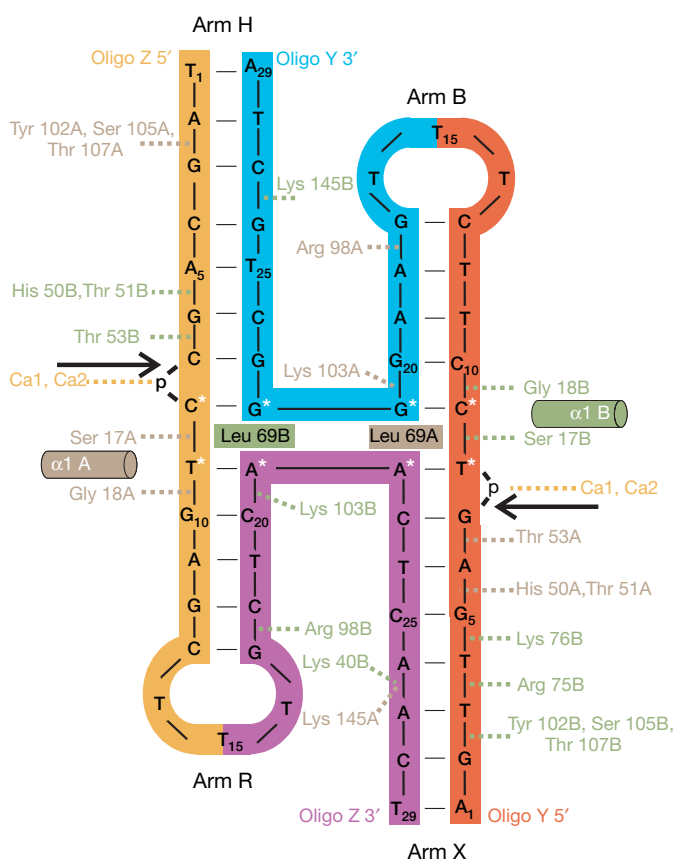 Arm H
Oligo Z 5′
Oligo Y 3′
T1
A29
A
T
Arm B
Tyr 102A, Ser 105A,
Thr 107A
T15
G
C
Lys 145B
T
T
C
G
G
C
Arg 98A
A5
T25
A
T
His 50B,Thr 51B
G
C
A
T
Thr 53B
C
G
Lys 103A
G20
C10
Ca1, Ca2
p
Gly 18B
C*
G*
G*
C*
α1 B
Ser 17A
Leu 69B
Leu 69A
Ser 17B
α1 A
T*
A*
A*
T*
p
Ca1, Ca2
Gly 18A
Lys 103B
G10
C20
C
G
Thr 53A
A
T
T
A
His 50A,Thr 51A
G
C
C25
G5
Arg 98B
Lys 76B
C
G
Lys 40B
A
T
Arg 75B
T
T
Lys 145A
A
T
Tyr 102B, Ser 105B,
Thr 107B
T15
C
G
Arm R
Oligo Z 3′
T29
A1
Oligo Y 5′
Arm X